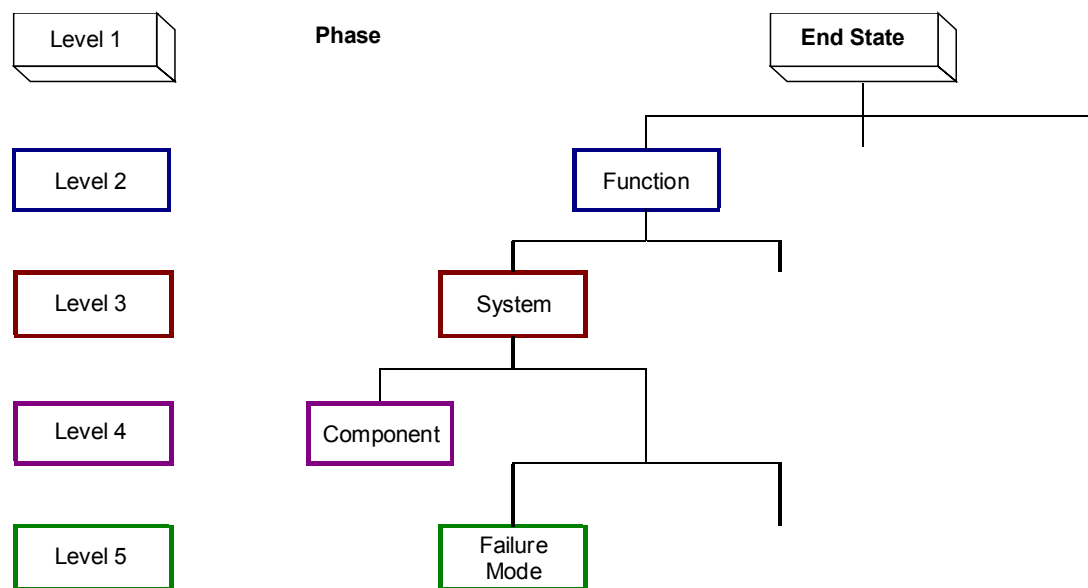 Level 1
Phase
End State
Level 2
Function
Level 3
System
Level 4
Component
Level 5
Failure
Mode